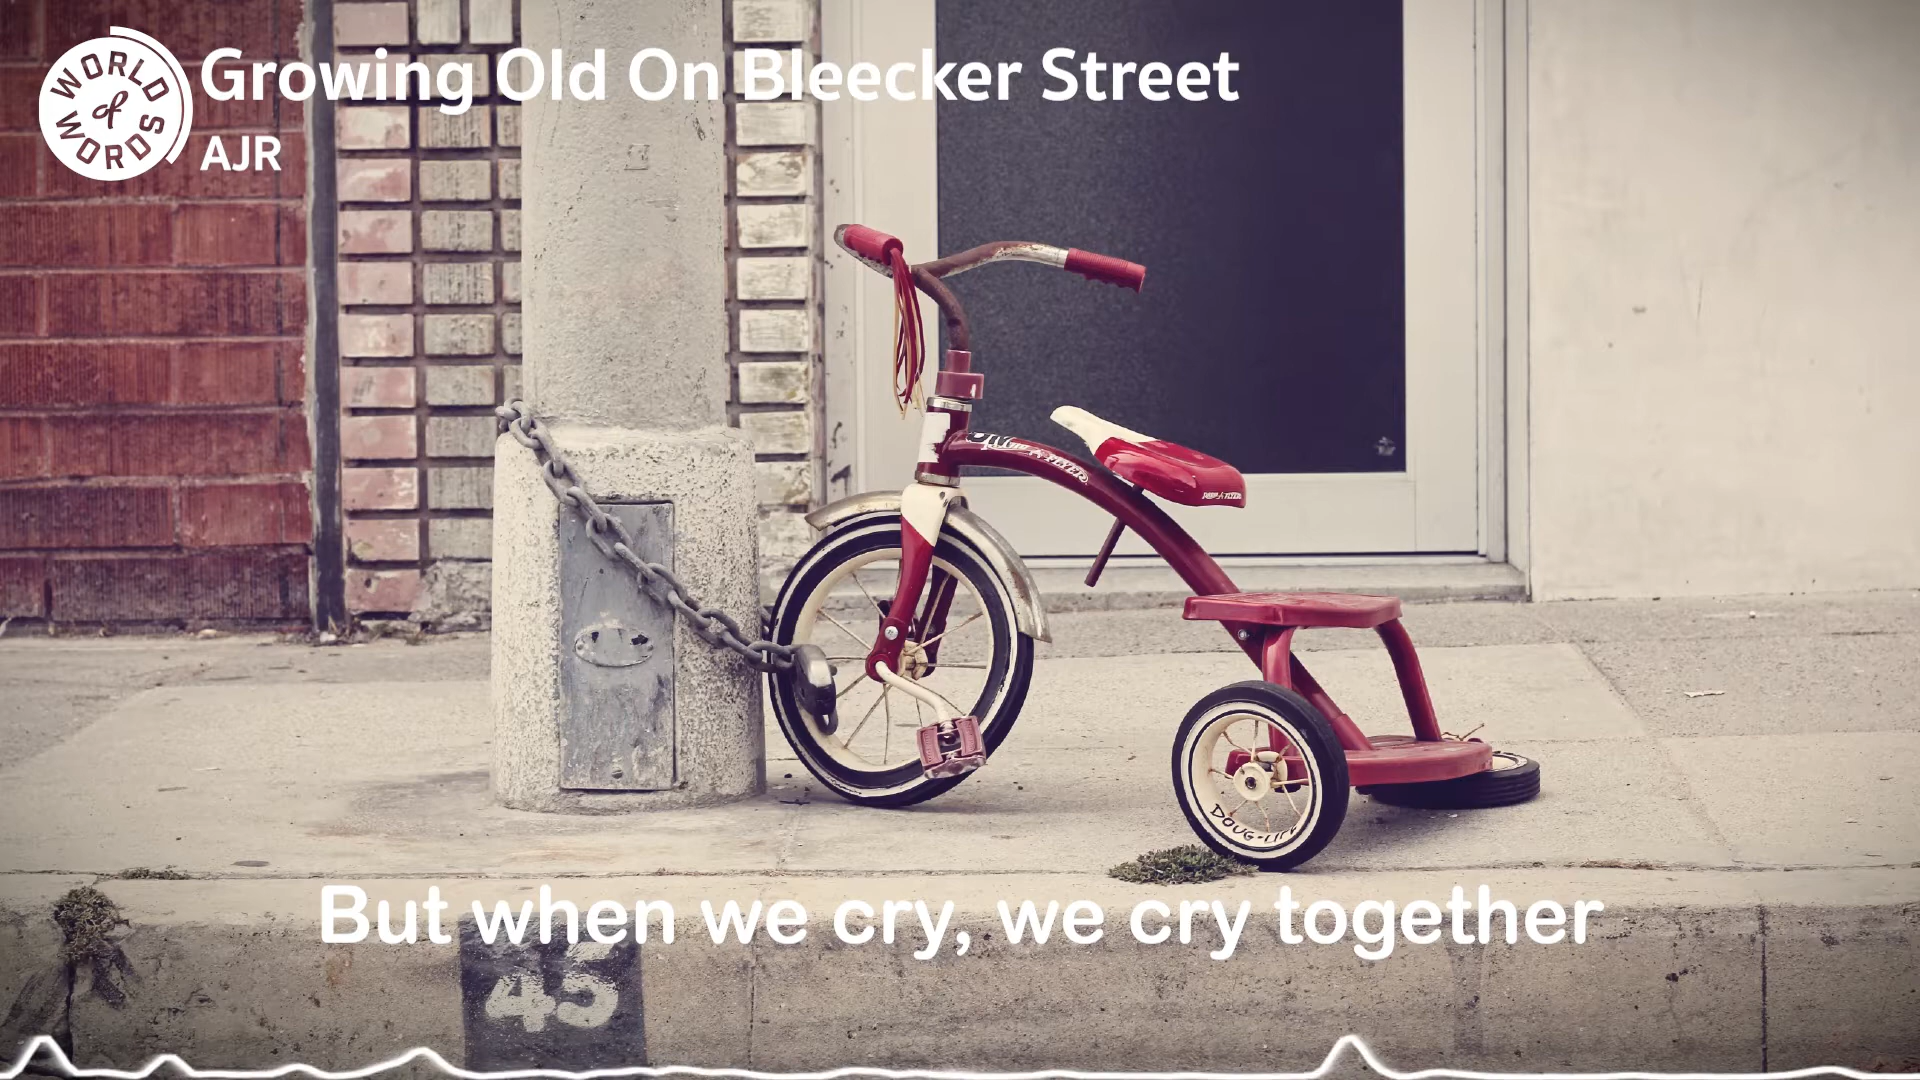 WORLD of WORDS
Growing Old On Bleecker Street
AJR
But when we cry, we cry together
45